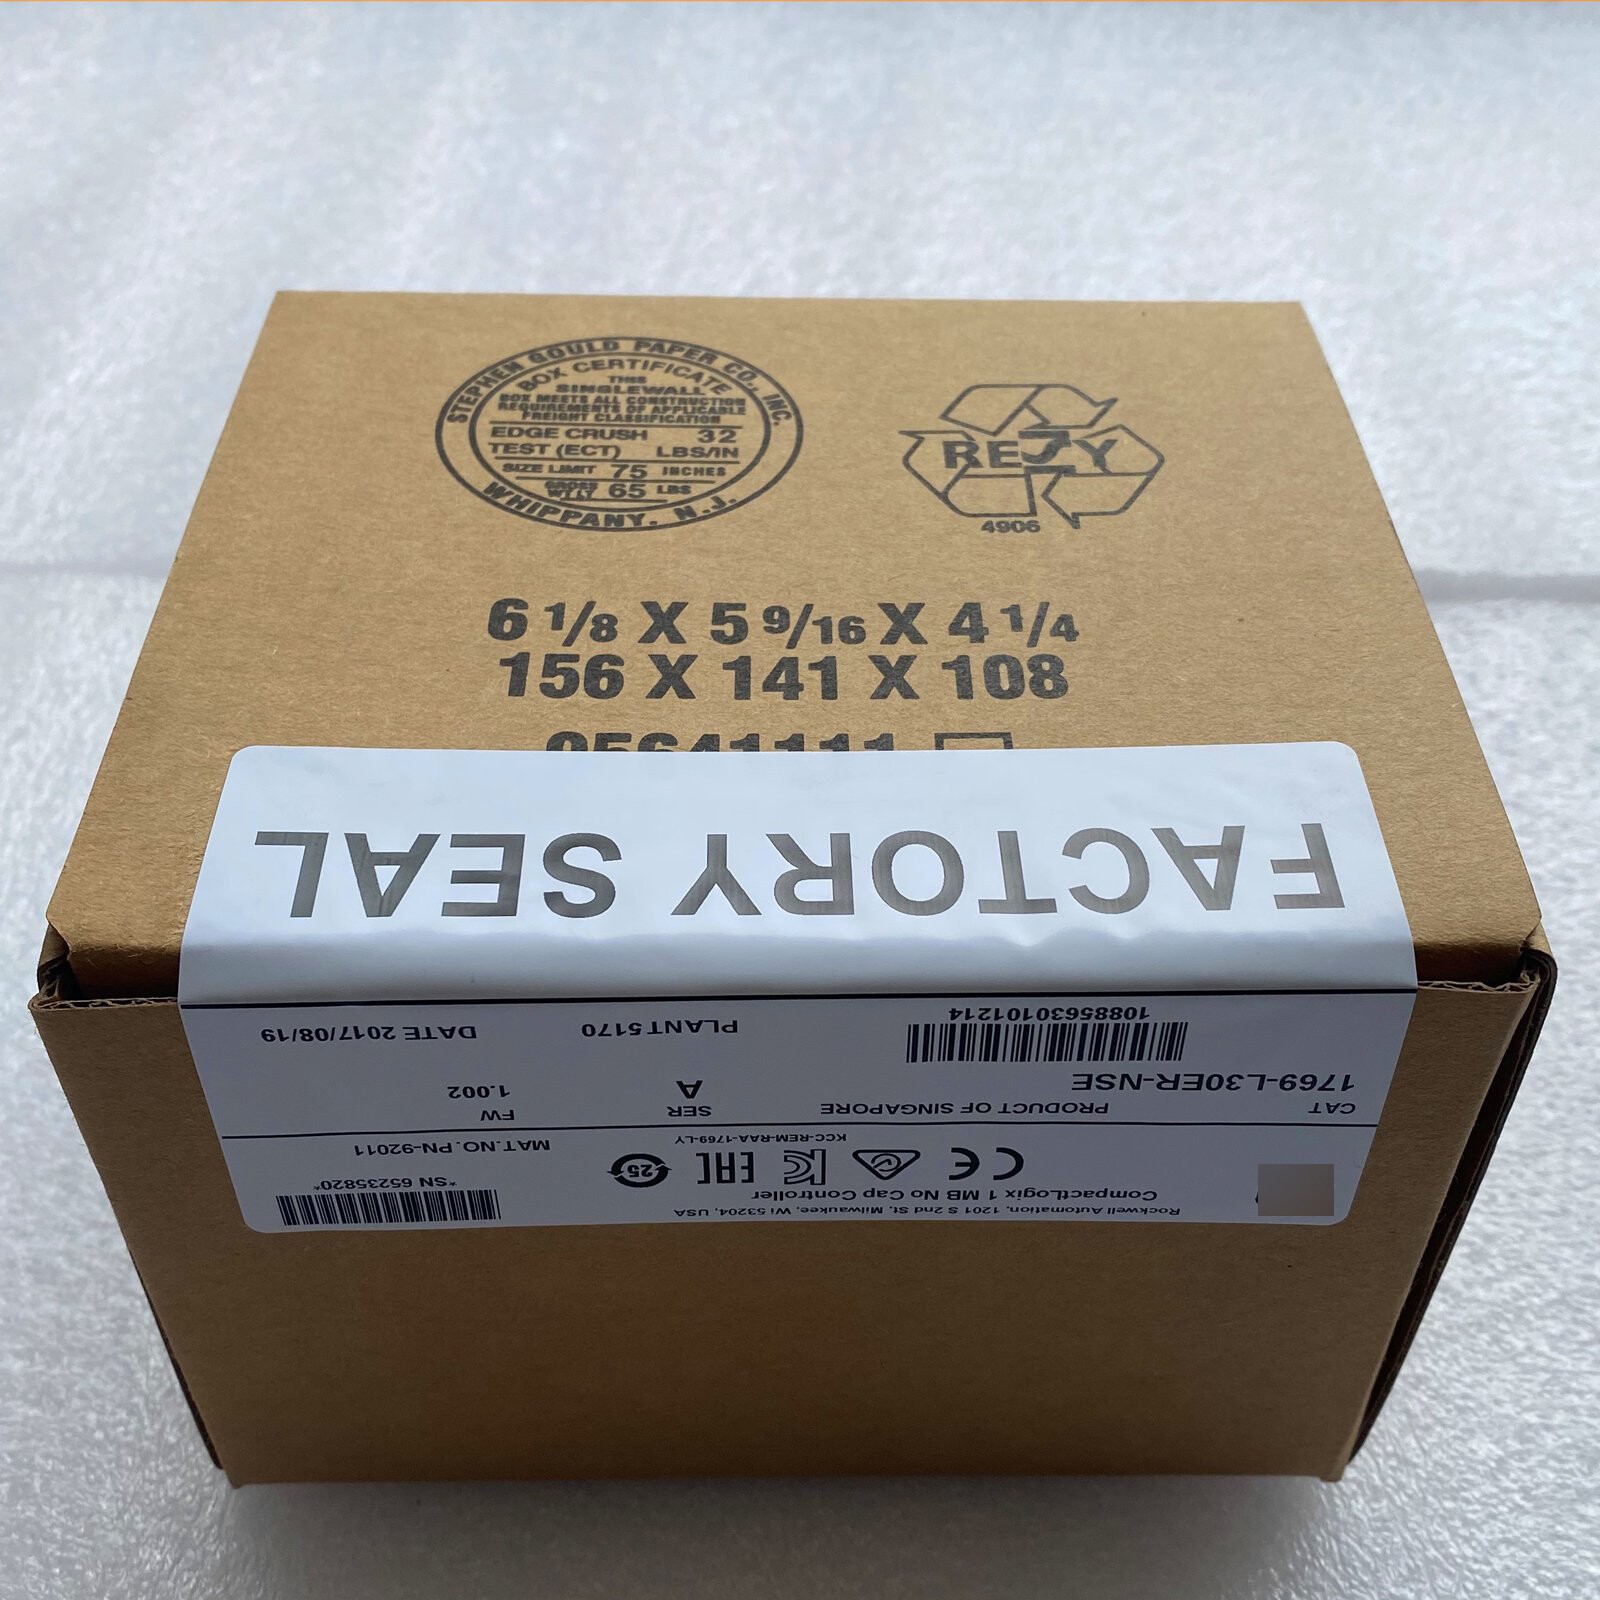 STEPHEN GOULD PAPER CO., INC.
BOX CERTIFICATE
THIS
SINGLEWALL
BOX MEETS ALL CONSTRUCTION
REQUIREMENTS OF APPLICABLE
FREIGHT CLASSIFICATION
EDGE CRUSH 32
TEST (ECT) LBS/IN
SIZE LIMIT 75 INCHES
GROSS
WT LT 65 LBS
WHIPPANY, N.J.
4906
6 1/8 X 5 9/16 X 4 1/4
156 X 141 X 108
FACTORY SEAL
Rockwell Automation, 1201 S 2nd St, Milwaukee, Wi 53204, USA
CompactLogix 1 MB No Cap Controller
CE EAC 25
KCC-REM-RAA-1769-LY
*SN 65235820*
MAT.NO. PN-92011
CAT PRODUCT OF SINGAPORE SER FW
1769-L30ER-NSE A 1.002
10885630101214
PLANT 5170 DATE 2017/08/19